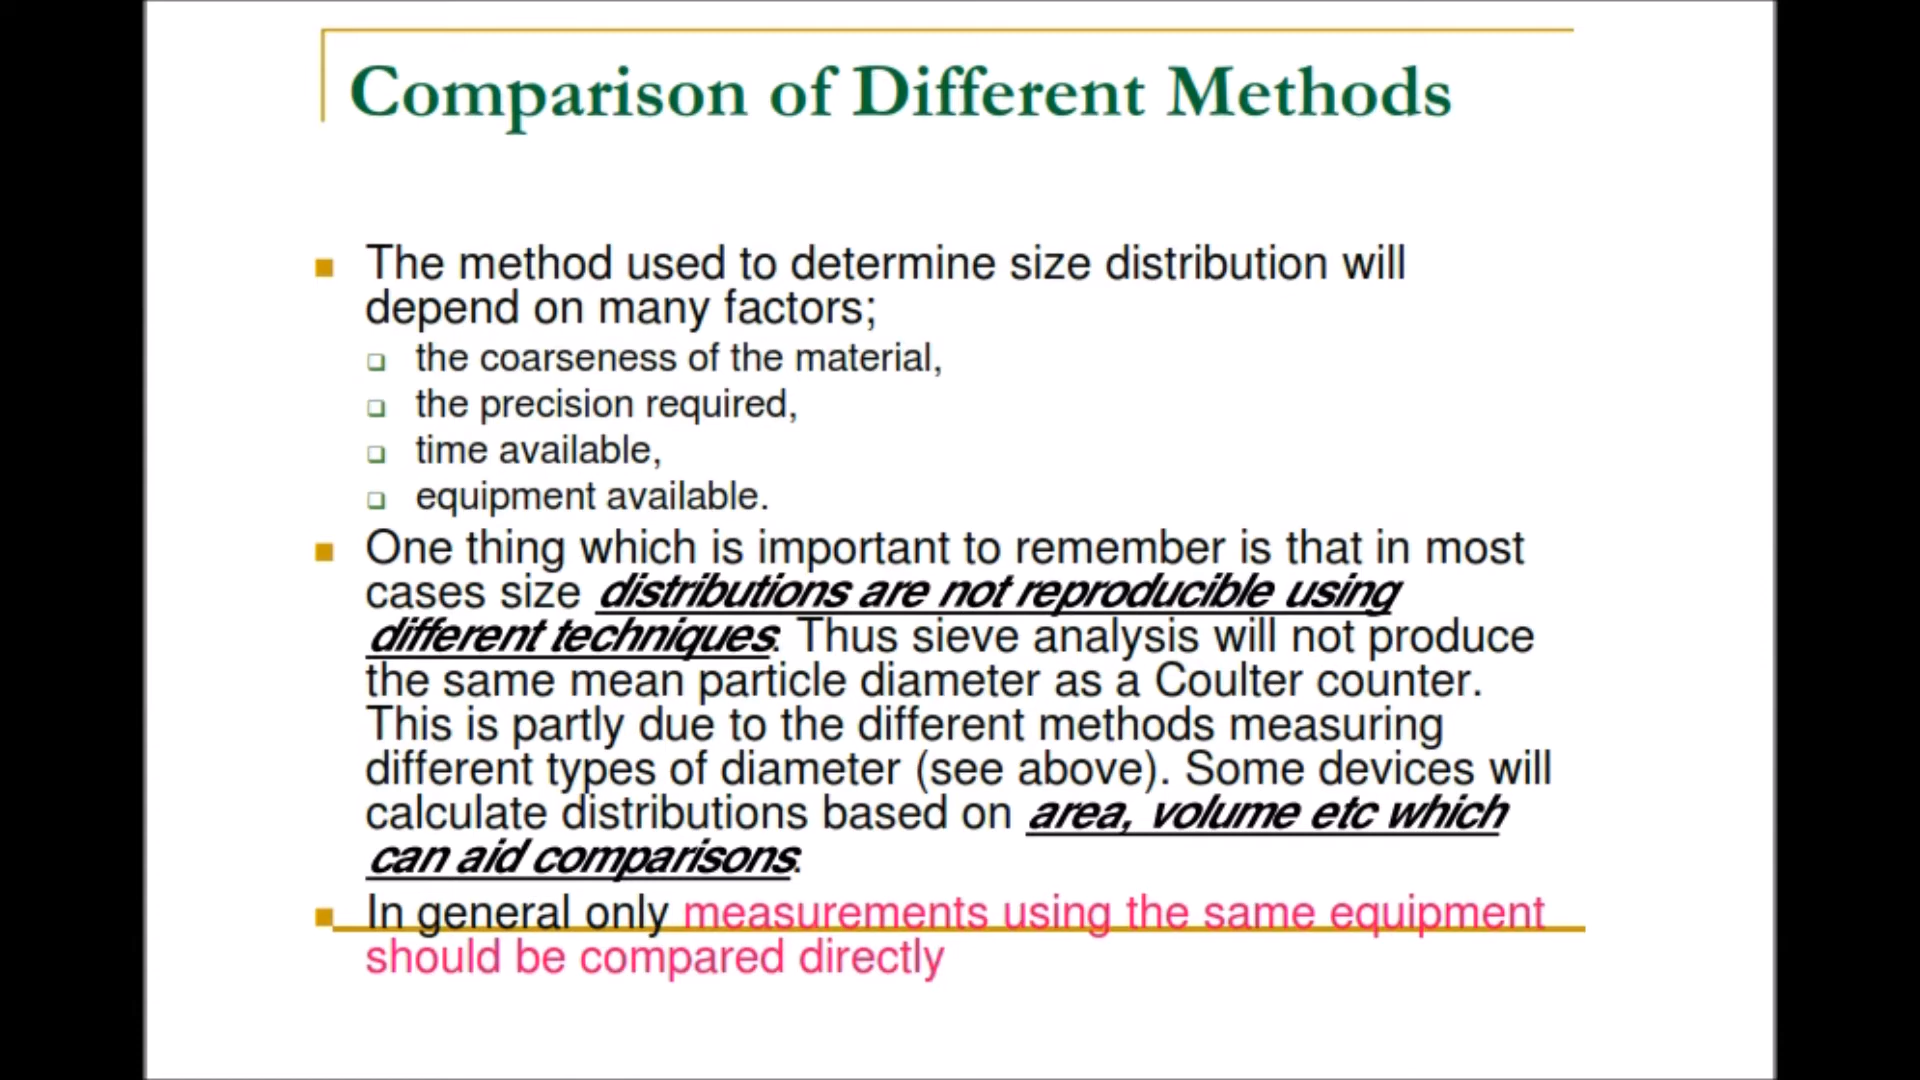 Comparison of Different Methods
The method used to determine size distribution will
depend on many factors;
the coarseness of the material,
the precision required,
time available,
equipment available.
One thing which is important to remember is that in most
cases size distributions are not reproducible using
different techniques. Thus sieve analysis will not produce
the same mean particle diameter as a Coulter counter.
This is partly due to the different methods measuring
different types of diameter (see above). Some devices will
calculate distributions based on area, volume etc which
can aid comparisons.
In general only measurements using the same equipment
should be compared directly